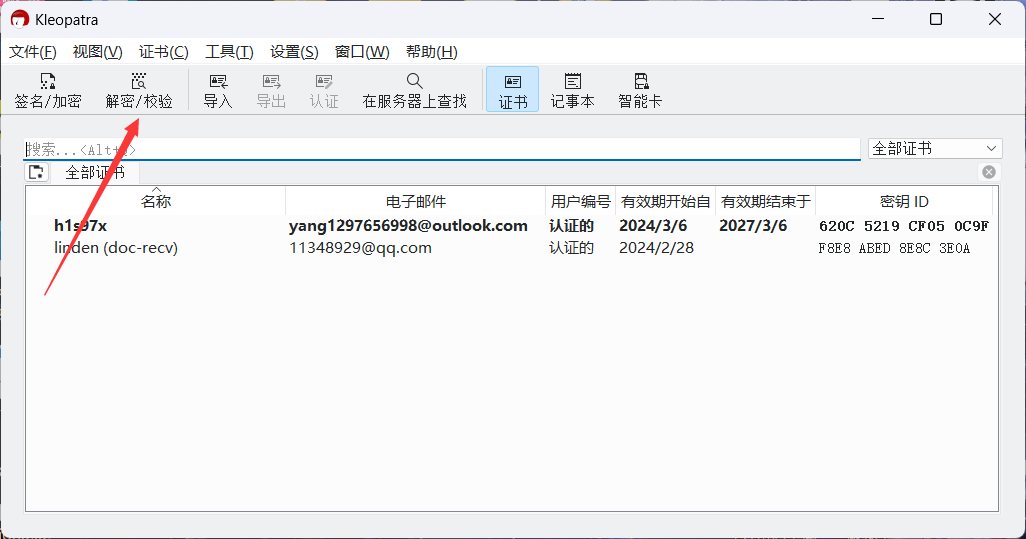 Kleopatra
文件(F) 视图(V) 证书(C) 工具(T) 设置(S) 窗口(W) 帮助(H)
签名/加密 解密/校验 导入 导出 认证 在服务器上查找 证书 记事本 智能卡
搜索...<Alt+Q> 全部证书
全部证书
名称 电子邮件 用户编号 有效期开始自 有效期结束于 密钥 ID
h1s97x yang1297656998@outlook.com 认证的 2024/3/6 2027/3/6 620C 5219 CF05 0C9F
linden (doc-recv) 11348929@qq.com 认证的 2024/2/28 F8E8 ABED 8E8C 3E0A